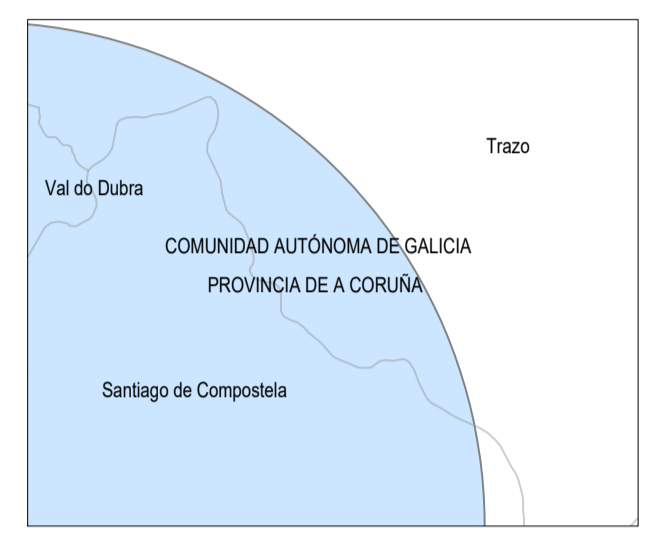 Trazo
Val do Dubra
COMUNIDAD AUTÓNOMA DE GALICIA
PROVINCIA DE A CORUÑA
Santiago de Compostela